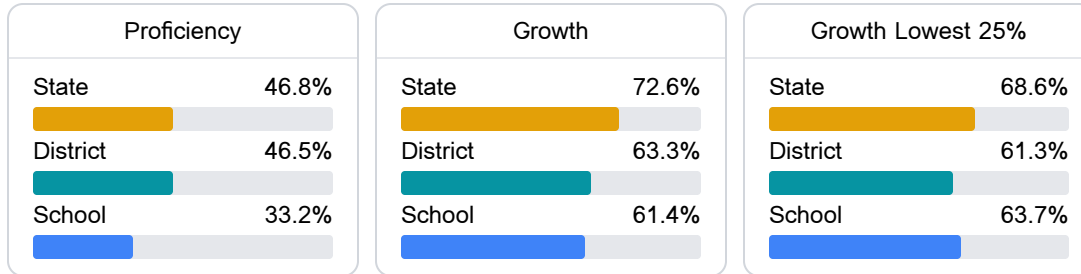 Proficiency
State 46.8%
District 46.5%
School 33.2%
Growth
State 72.6%
District 63.3%
School 61.4%
Growth Lowest 25%
State 68.6%
District 61.3%
School 63.7%